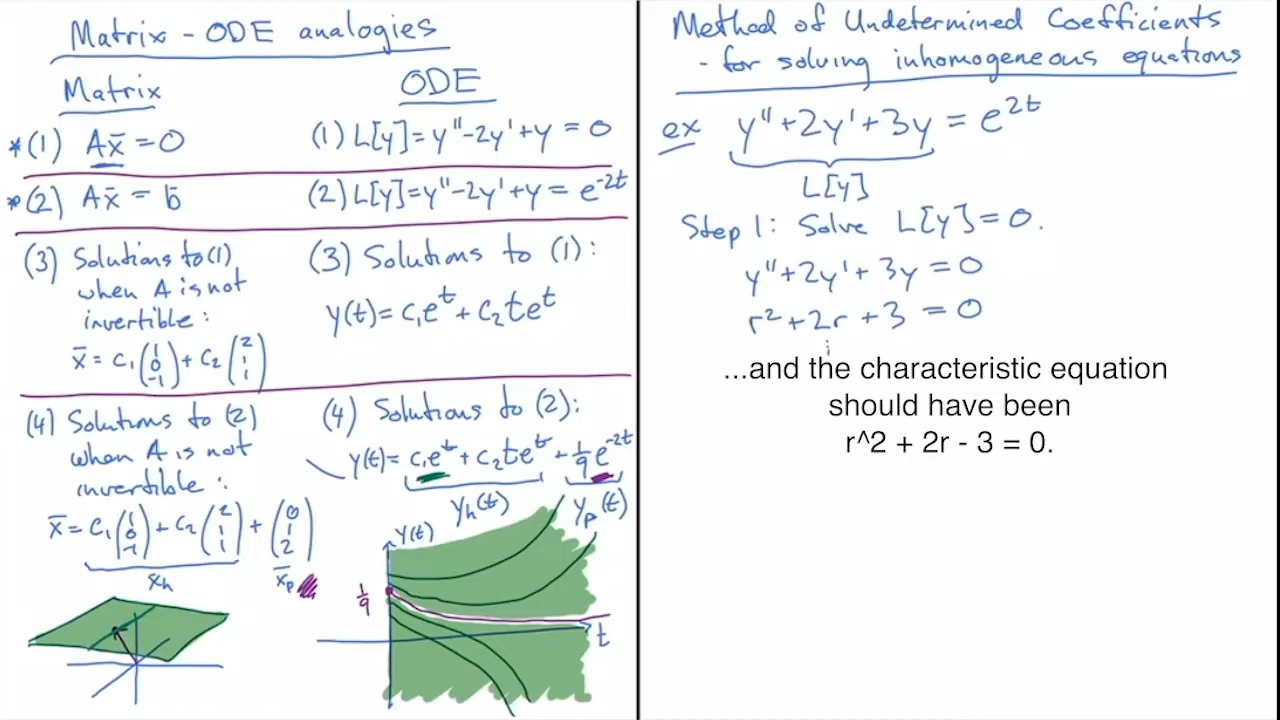 Matrix - ODE analogies
Matrix
ODE
*(1) Ax̄ = 0
(1) L[y] = y" - 2y' + y = 0
*(2) Ax̄ = b̄
(2) L[y] = y" - 2y' + y = e^-2t
(3) Solutions to (1)
when A is not
invertible:
x̄ = c₁(1 0 -1) + c₂(2 1 1)
(3) Solutions to (1):
y(t) = c₁e^t + c₂te^t
(4) Solutions to (2)
when A is not
invertible:
x̄ = c₁(1 0 -1) + c₂(2 1 1) + (0 1 2)
x_h
x̄_p
(4) Solutions to (2):
y(t) = c₁e^t + c₂te^t + 1/9 e^-2t
y_h(t)
y_p(t)
y(t)
1/9
t
Method of Undetermined Coefficients
- for solving inhomogeneous equations
ex y" + 2y' + 3y = e^2t
L[y]
Step 1: Solve L[y] = 0.
y" + 2y' + 3y = 0
r² + 2r + 3 = 0
...and the characteristic equation
should have been
r^2 + 2r - 3 = 0.